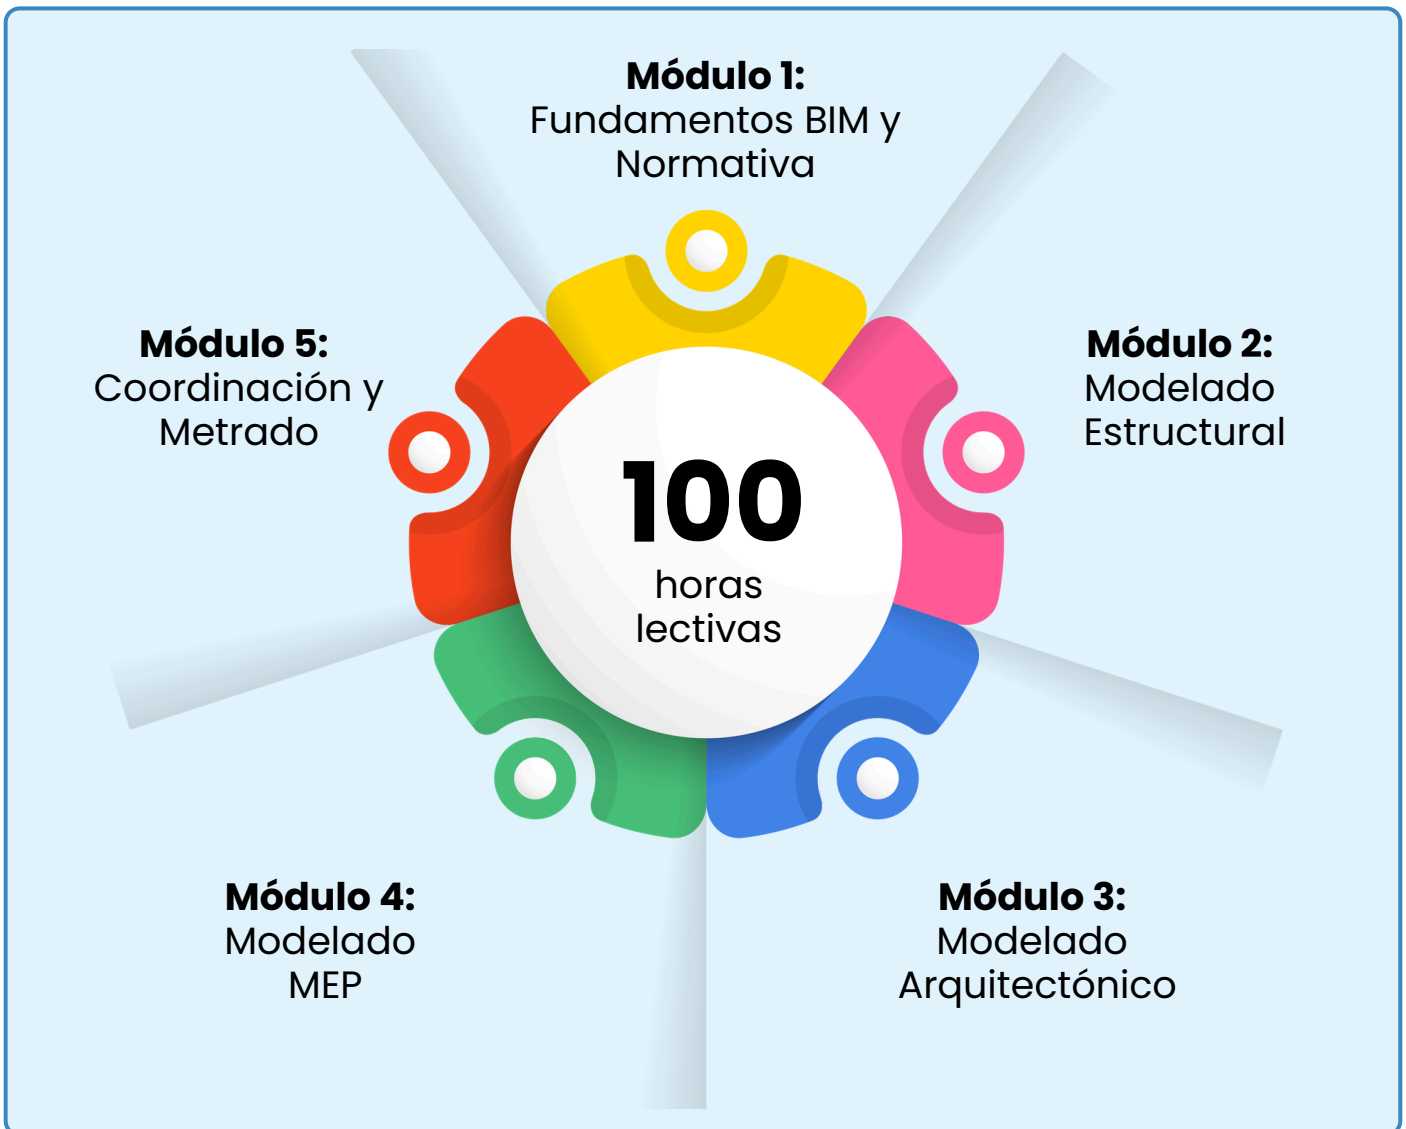 Módulo 1:
Fundamentos BIM y
Normativa
Módulo 2:
Modelado
Estructural
Módulo 3:
Modelado
Arquitectónico
Módulo 4:
Modelado
MEP
Módulo 5:
Coordinación y
Metrado
100
horas
lectivas